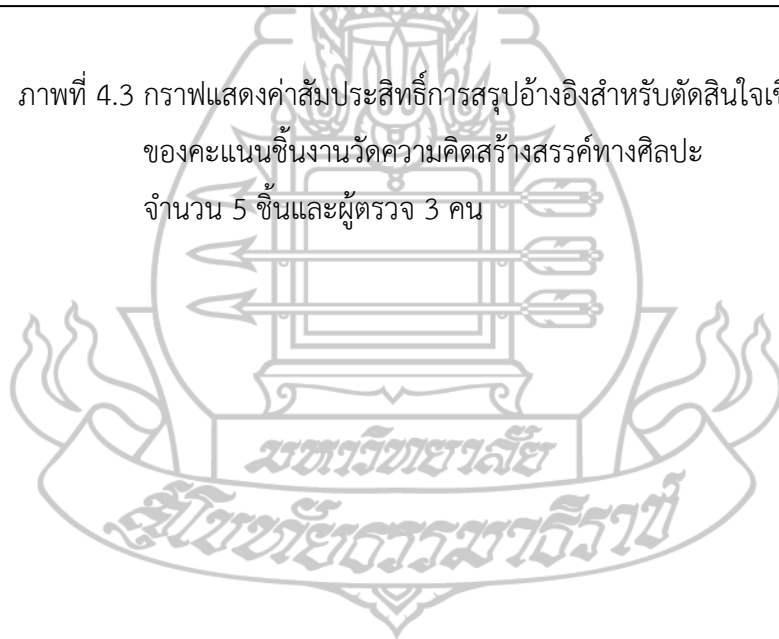 ภาพที่ 4.3 กราฟแสดงค่าสัมประสิทธิ์การสรุปอ้างอิงสำหรับตัดสินใจเ
ของคะแนนชิ้นงานวัดความคิดสร้างสรรค์ทางศิลปะ
จำนวน 5 ชิ้นและผู้ตรวจ 3 คน
มหาวิทยาลัย
สุโขทัยธรรมาธิราช